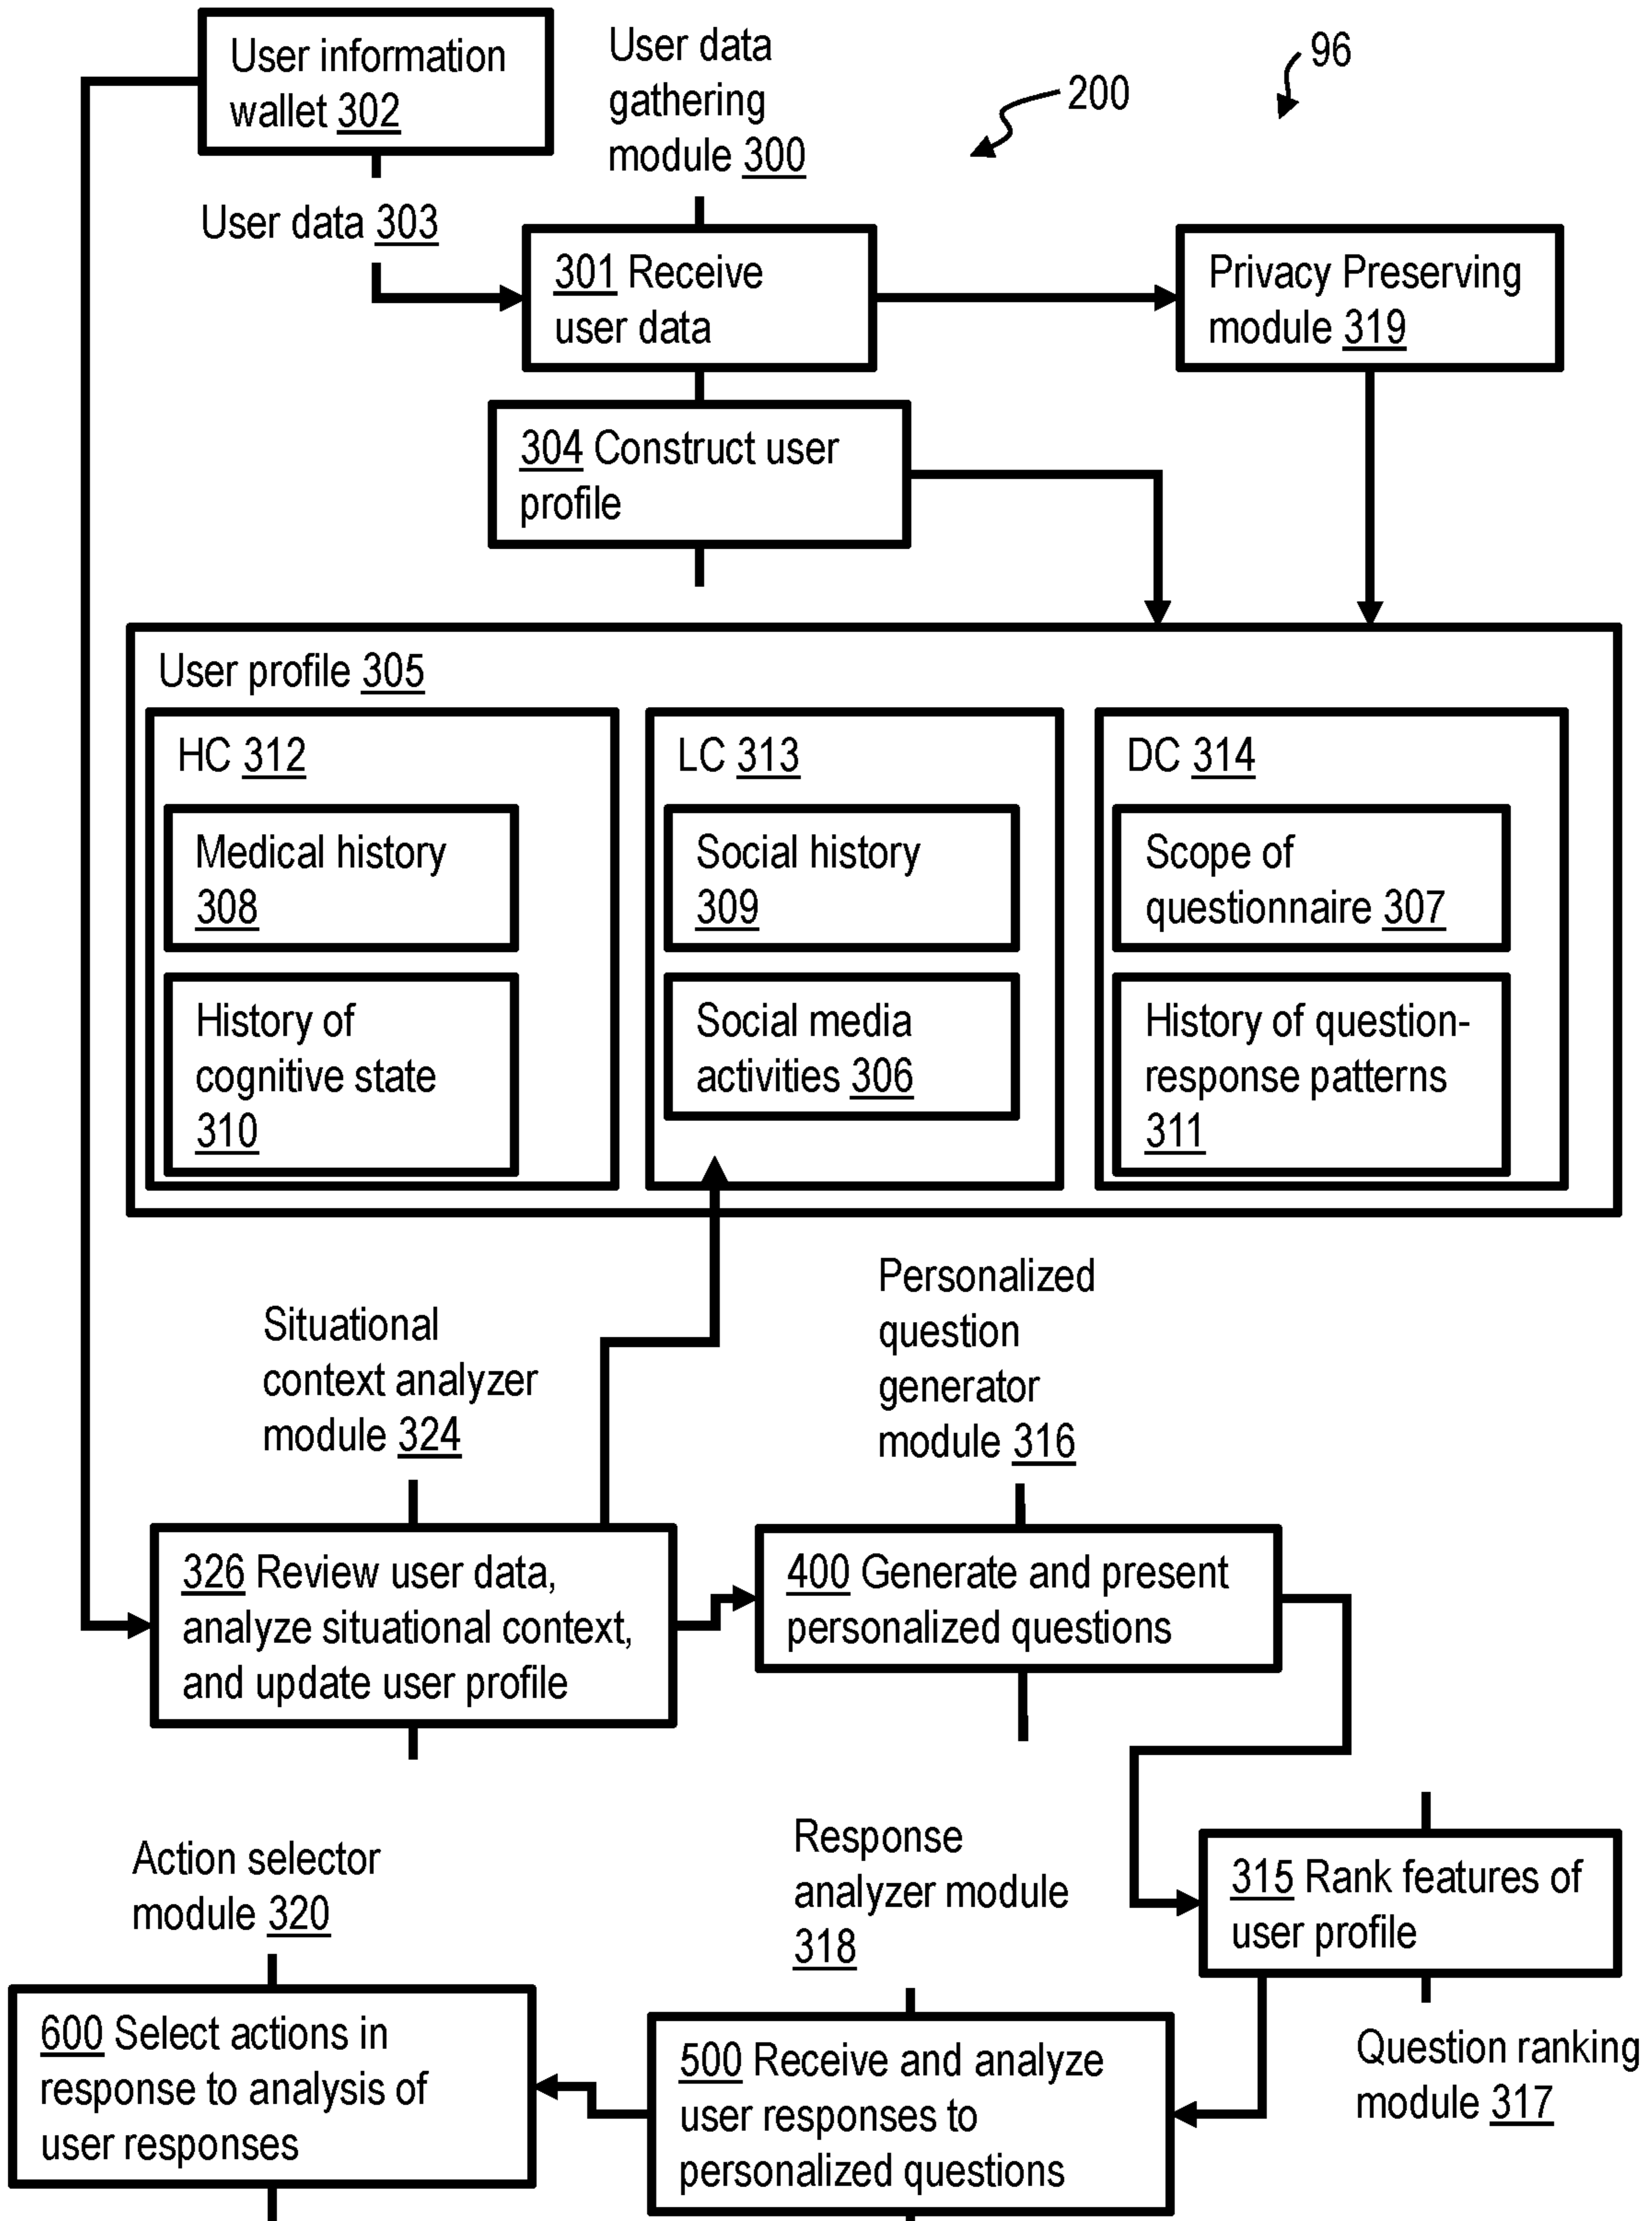 User information
wallet 302
User data
gathering
module 300
200
96
User data 303
301 Receive
user data
Privacy Preserving
module 319
304 Construct user
profile
User profile 305
HC 312
Medical history
308
History of
cognitive state
310
LC 313
Social history
309
Social media
activities 306
DC 314
Scope of
questionnaire 307
History of question-
response patterns
311
Situational
context analyzer
module 324
Personalized
question
generator
module 316
326 Review user data,
analyze situational context,
and update user profile
400 Generate and present
personalized questions
Action selector
module 320
Response
analyzer module
318
315 Rank features of
user profile
Question ranking
module 317
600 Select actions in
response to analysis of
user responses
500 Receive and analyze
user responses to
personalized questions